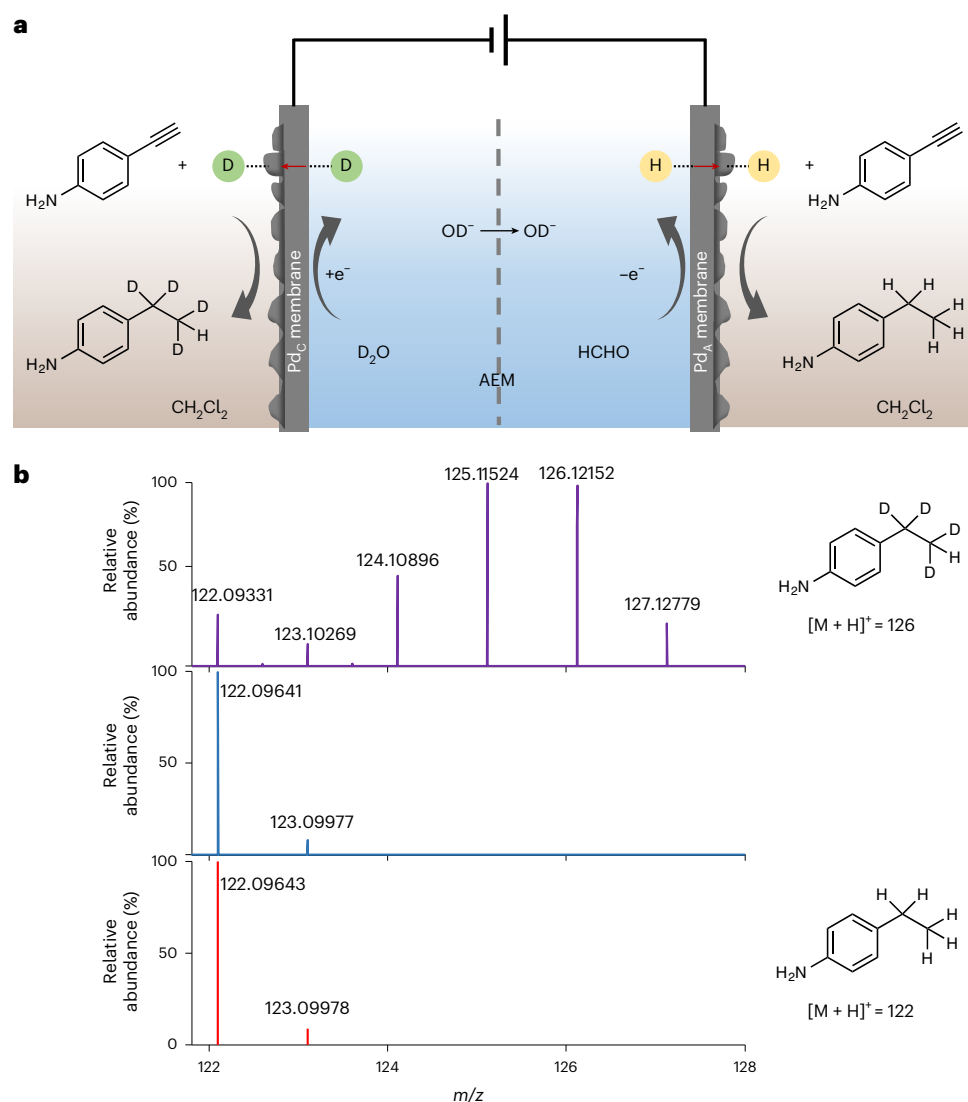 a
+ D D H H +
H₂N
H₂N
OD⁻ OD⁻
+e⁻
−e⁻
D D
D
H
D
H₂N
Pd_C membrane
D₂O
AEM
HCHO
Pd_A membrane
H H
H
H
H
H₂N
CH₂Cl₂
CH₂Cl₂
b
Relative
abundance (%)
100
50
122.09331
123.10269
124.10896
125.11524
126.12152
127.12779
D D
D
H
D
H₂N
[M + H]⁺ = 126
Relative
abundance (%)
100
50
122.09641
123.09977
Relative
abundance (%)
100
50
0
122.09643
123.09978
H H
H
H
H
H₂N
[M + H]⁺ = 122
122 124 126 128
m/z